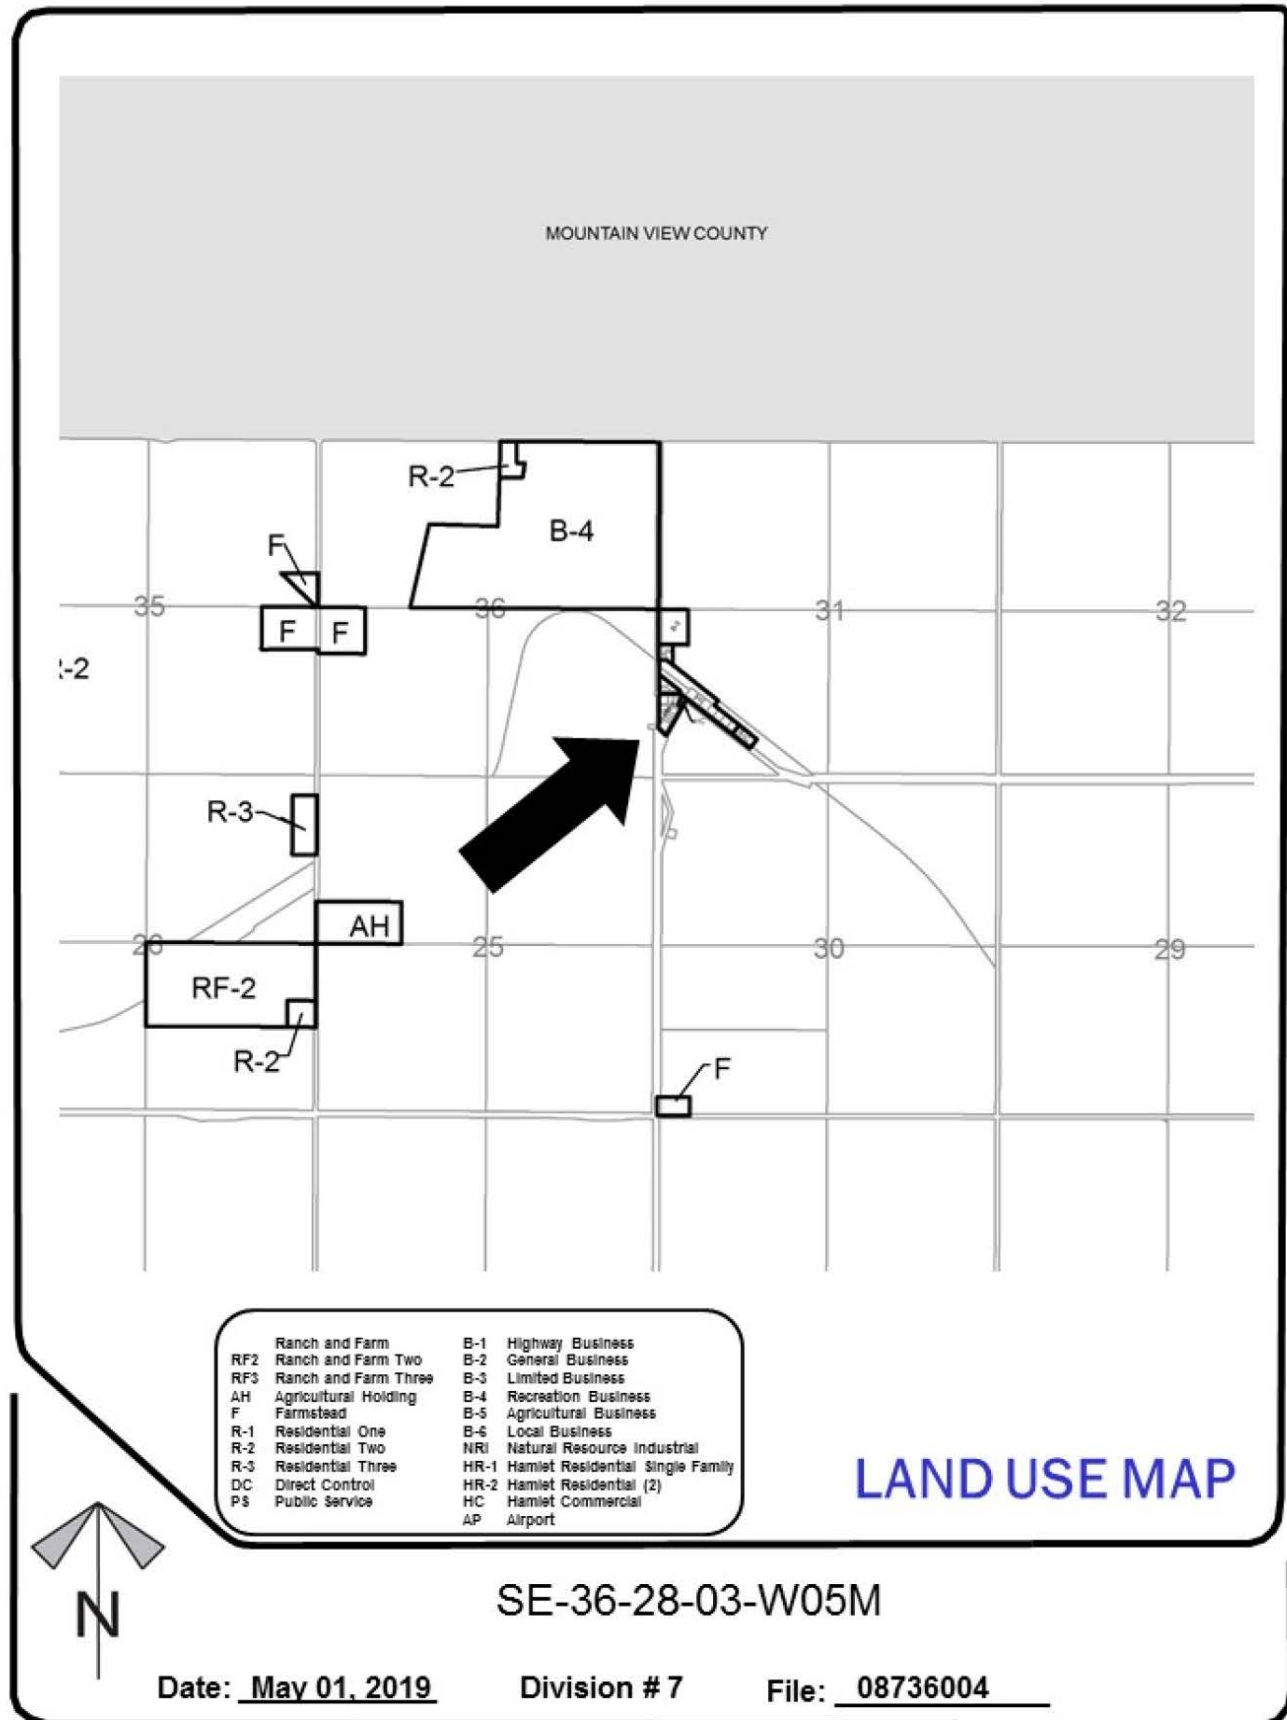 MOUNTAIN VIEW COUNTY
R-2
B-4
F
35
36
31
32
F
F
-2
R-3
AH
26
25
30
29
RF-2
R-2
F
Ranch and Farm
RF2 Ranch and Farm Two
RF3 Ranch and Farm Three
AH Agricultural Holding
F Farmstead
R-1 Residential One
R-2 Residential Two
R-3 Residential Three
DC Direct Control
PS Public Service
B-1 Highway Business
B-2 General Business
B-3 Limited Business
B-4 Recreation Business
B-5 Agricultural Business
B-6 Local Business
NRI Natural Resource Industrial
HR-1 Hamlet Residential Single Family
HR-2 Hamlet Residential (2)
HC Hamlet Commercial
AP Airport
LAND USE MAP
N
SE-36-28-03-W05M
Date: May 01, 2019 Division # 7 File: 08736004